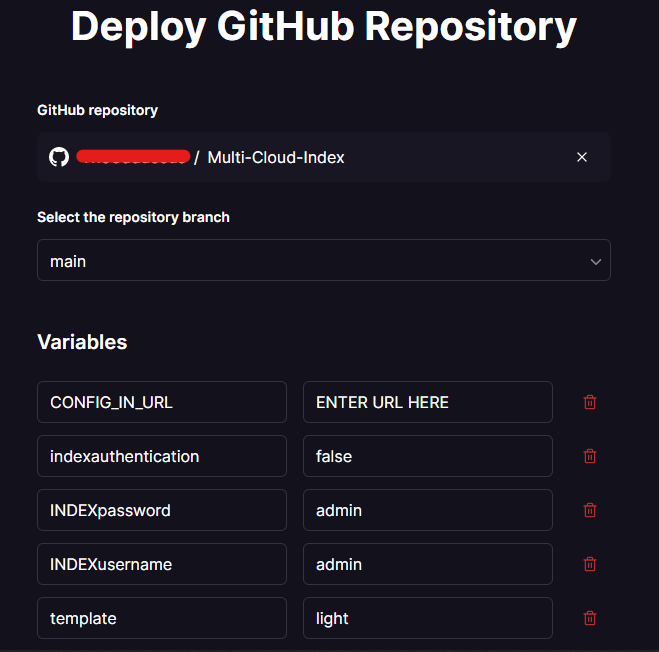 Deploy GitHub Repository
GitHub repository
/ Multi-Cloud-Index
Select the repository branch
main
Variables
CONFIG_IN_URL ENTER URL HERE
indexauthentication false
INDEXpassword admin
INDEXusername admin
template light